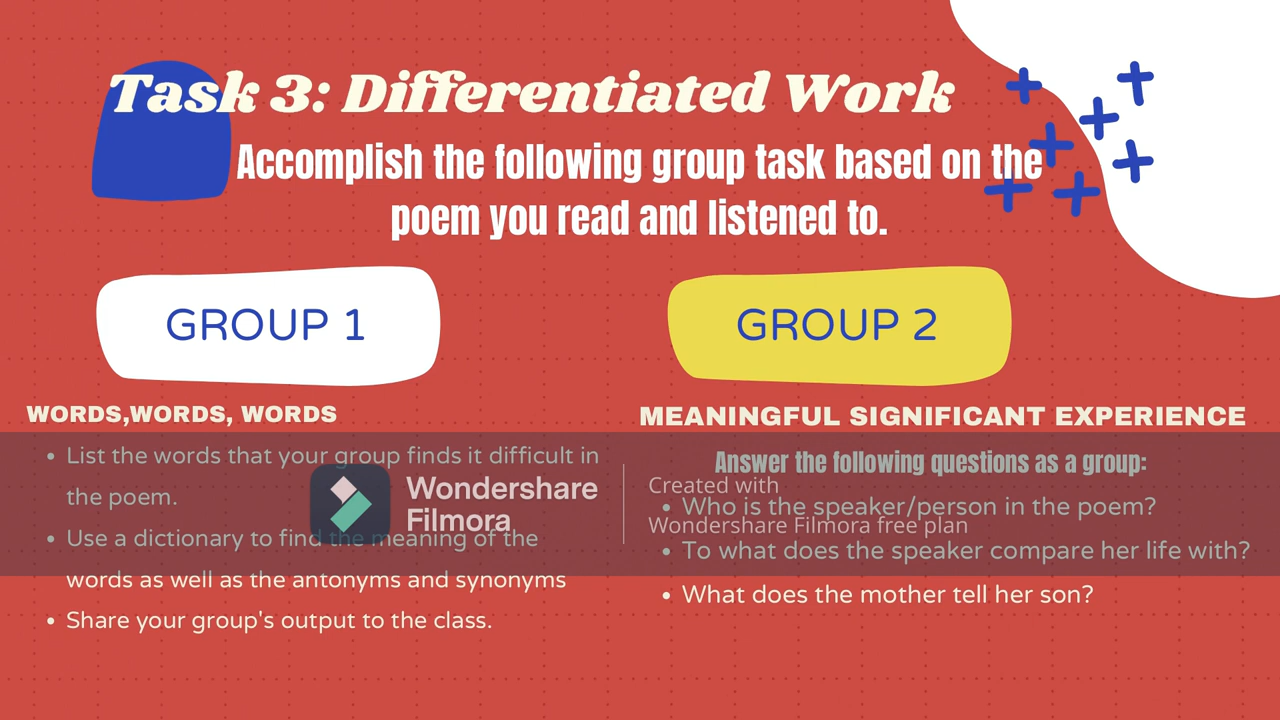 Task 3: Differentiated Work
Accomplish the following group task based on the
poem you read and listened to.
GROUP 1
WORDS,WORDS, WORDS
• List the words that your group finds it difficult in
the poem.
• Use a dictionary to find the meaning of the
words as well as the antonyms and synonyms
• Share your group's output to the class.
GROUP 2
MEANINGFUL SIGNIFICANT EXPERIENCE
Answer the following questions as a group:
• Who is the speaker/person in the poem?
• To what does the speaker compare her life with?
• What does the mother tell her son?
Wondershare
Filmora
Created with
Wondershare Filmora free plan